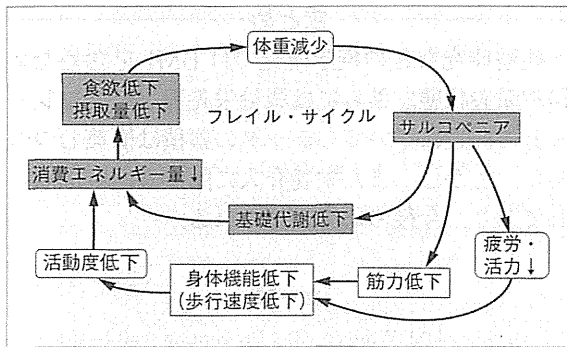 体重減少
食欲低下
摂取量低下
フレイル・サイクル
サルコペニア
消費エネルギー量↓
基礎代謝低下
疲労・
活力↓
活動度低下
身体機能低下
(歩行速度低下)
筋力低下